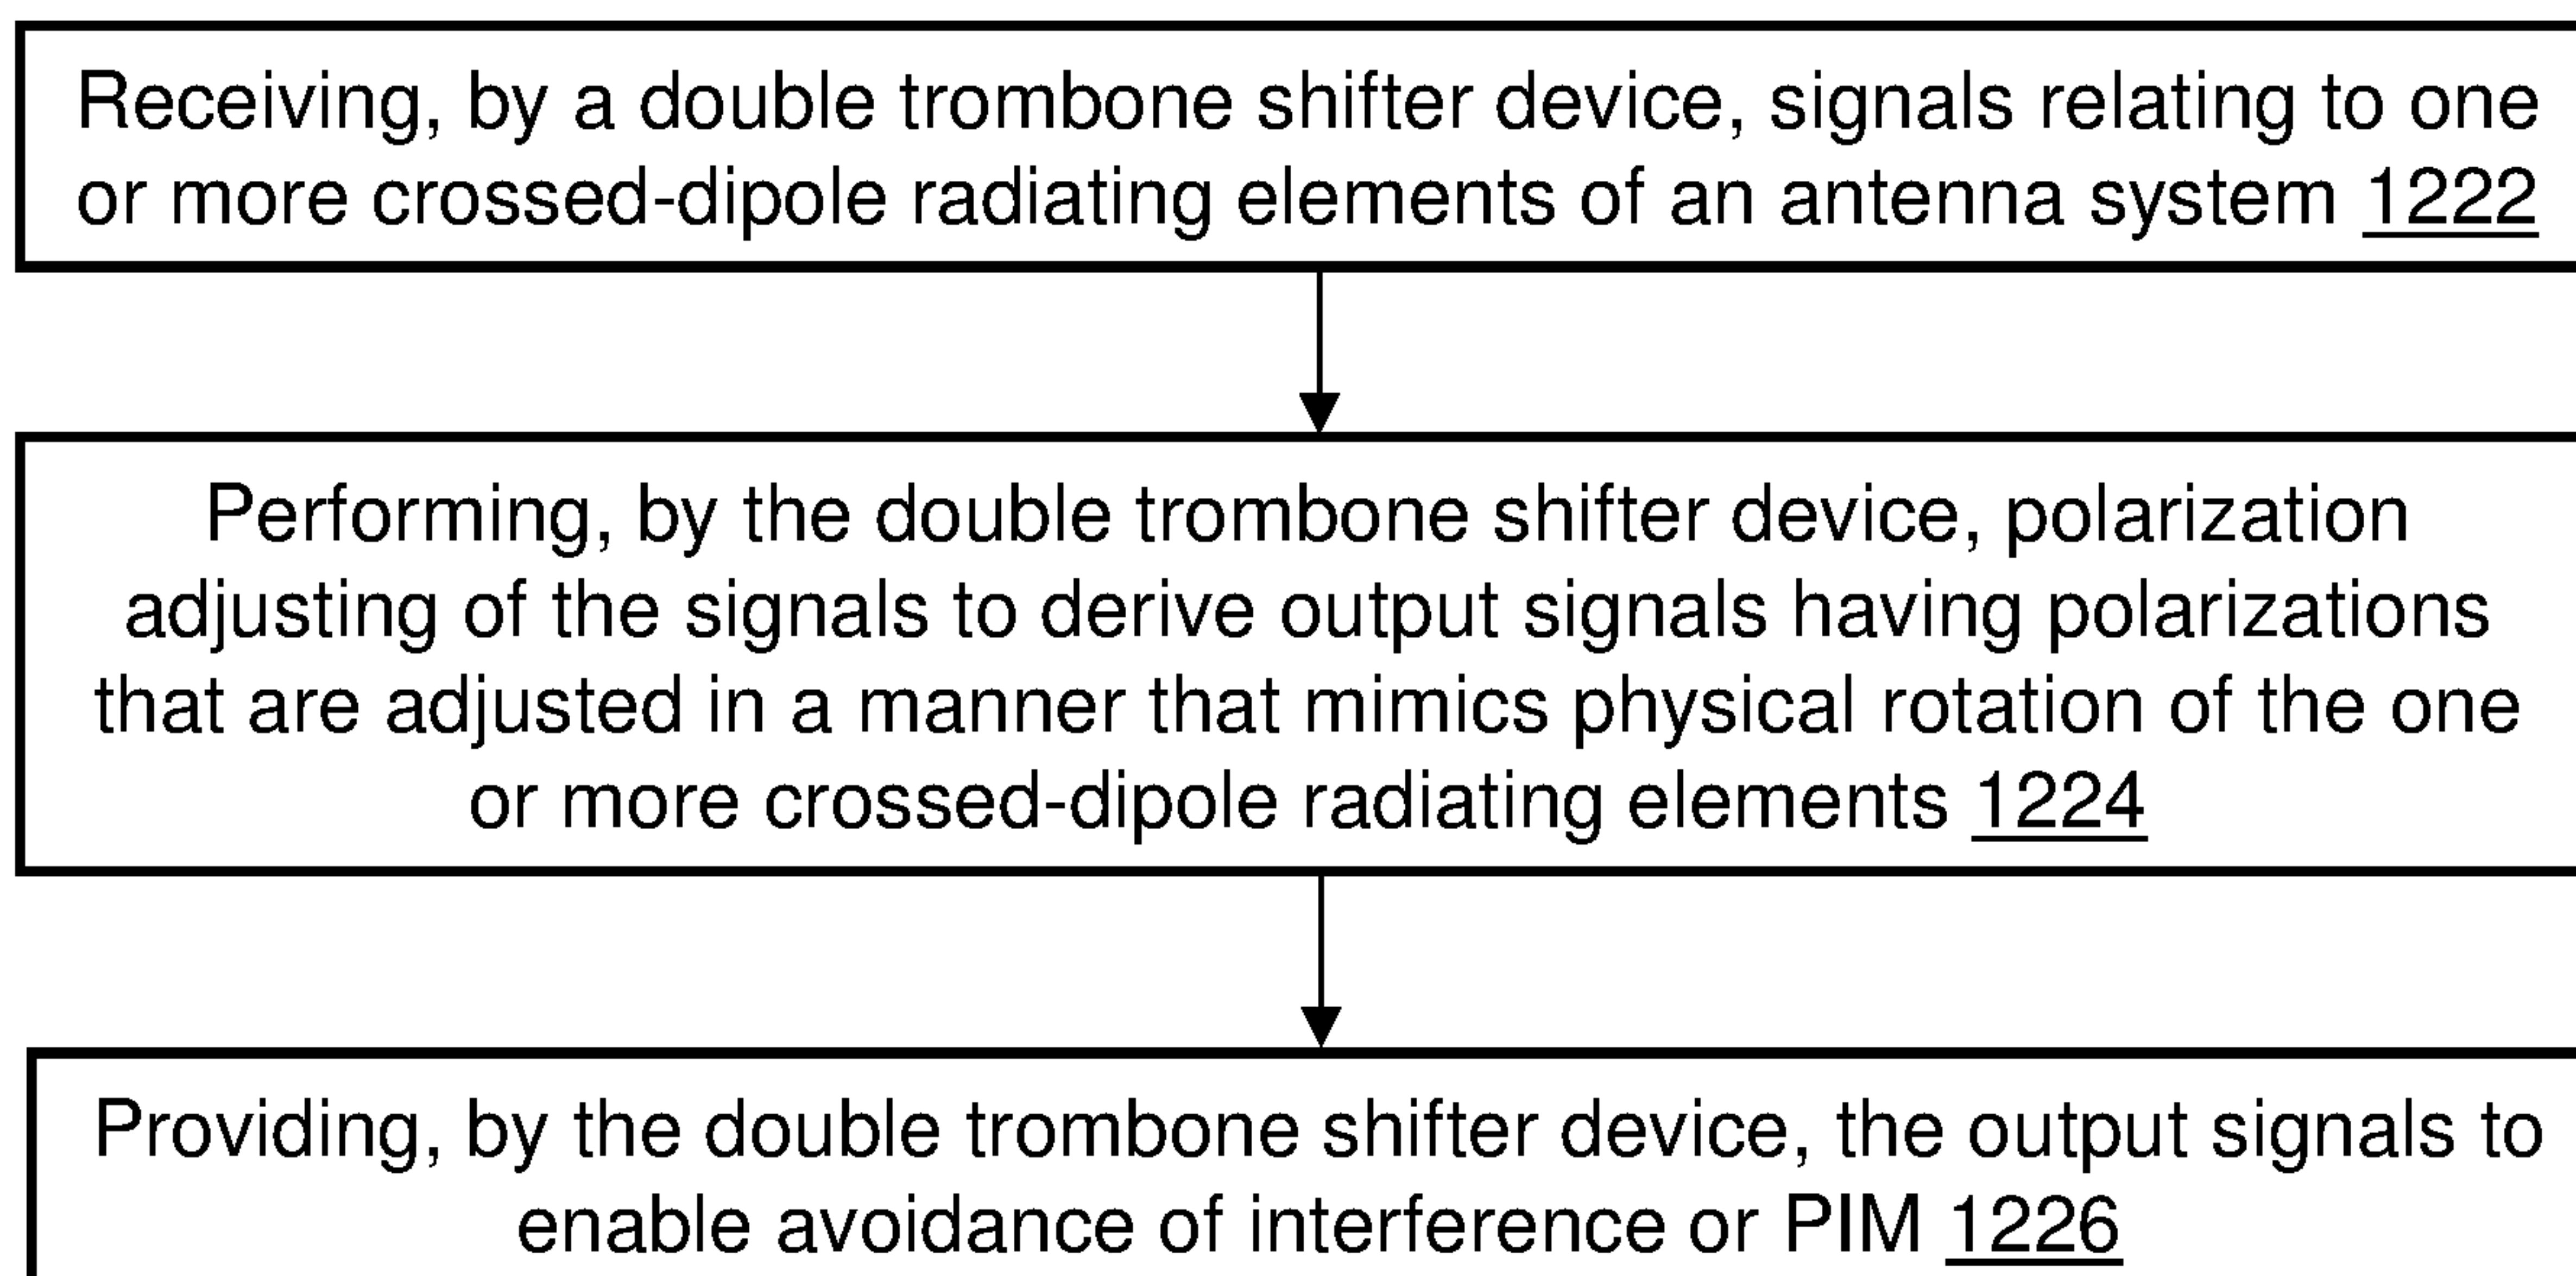 Receiving, by a double trombone shifter device, signals relating to one
or more crossed-dipole radiating elements of an antenna system 1222
Performing, by the double trombone shifter device, polarization
adjusting of the signals to derive output signals having polarizations
that are adjusted in a manner that mimics physical rotation of the one
or more crossed-dipole radiating elements 1224
Providing, by the double trombone shifter device, the output signals to
enable avoidance of interference or PIM 1226